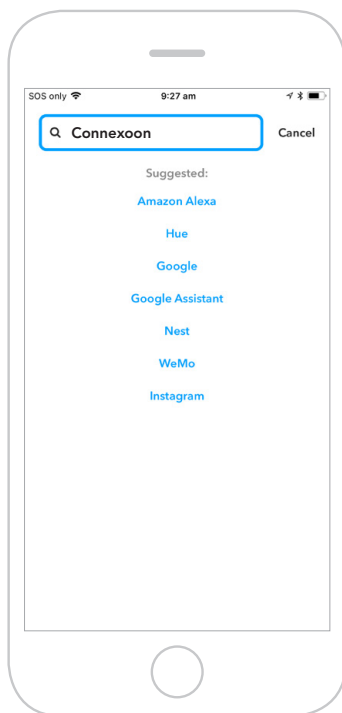 SOS only 9:27 am
Connexoon Cancel
Suggested:
Amazon Alexa
Hue
Google
Google Assistant
Nest
WeMo
Instagram